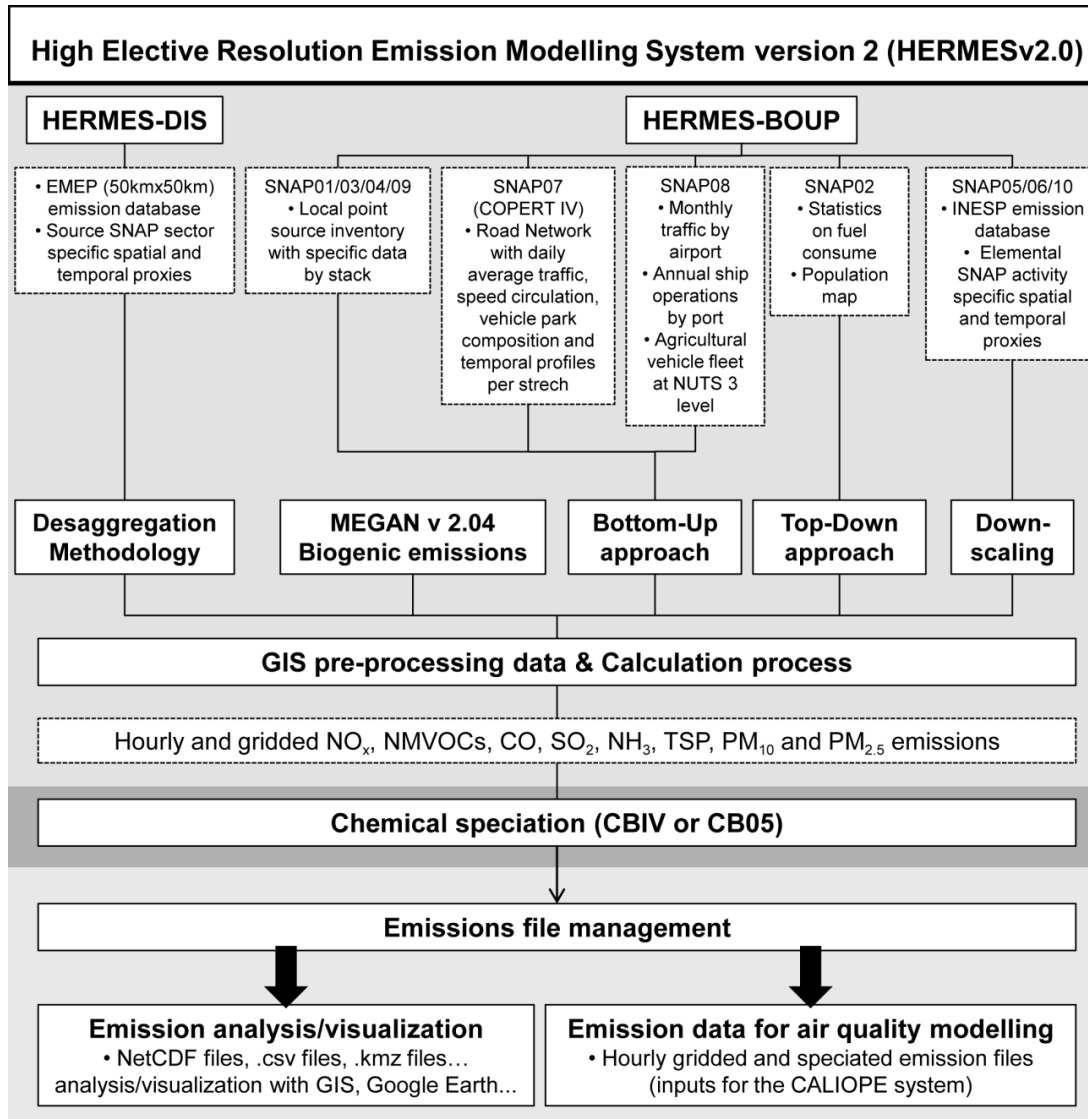 High Elective Resolution Emission Modelling System version 2 (HERMESv2.0)
HERMES-DIS
HERMES-BOUP
• EMEP (50kmx50km)
emission database
• Source SNAP sector
specific spatial and
temporal proxies
SNAP01/03/04/09
• Local point
source inventory
with specific data
by stack
SNAP07
(COPERT IV)
• Road Network
with daily
average traffic,
speed circulation,
vehicle park
composition and
temporal profiles
per strech
SNAP08
• Monthly
traffic by
airport
• Annual ship
operations
by port
• Agricultural
vehicle fleet
at NUTS 3
level
SNAP02
• Statistics
on fuel
consume
• Population
map
SNAP05/06/10
• INESP emission
database
• Elemental
SNAP activity
specific spatial
and temporal
proxies
Desaggregation
Methodology
MEGAN v 2.04
Biogenic emissions
Bottom-Up
approach
Top-Down
approach
Down-
scaling
GIS pre-processing data & Calculation process
Hourly and gridded NOx, NMVOCs, CO, SO2, NH3, TSP, PM10 and PM2.5 emissions
Chemical speciation (CBIV or CB05)
Emissions file management
Emission analysis/visualization
• NetCDF files, .csv files, .kmz files…
analysis/visualization with GIS, Google Earth...
Emission data for air quality modelling
• Hourly gridded and speciated emission files
(inputs for the CALIOPE system)